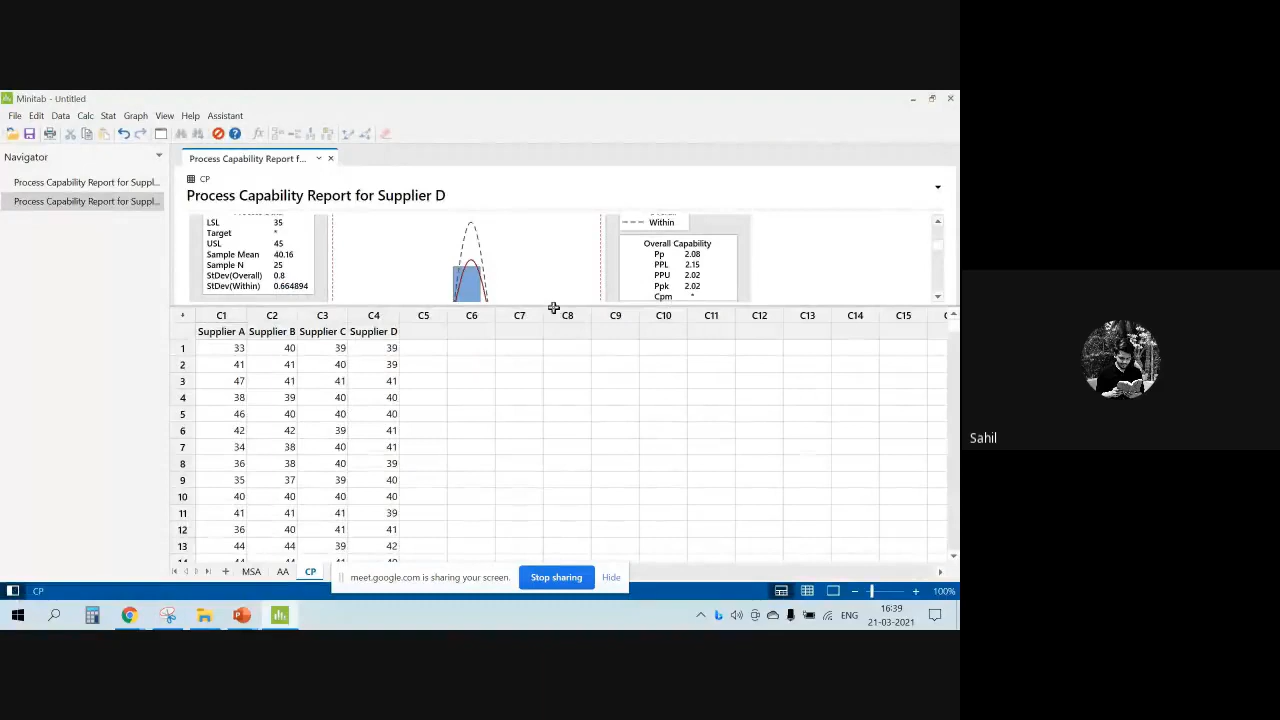 Minitab - Untitled
File Edit Data Calc Stat Graph View Help Assistant
Navigator
Process Capability Report for Suppl...
Process Capability Report for Suppl...
Process Capability Report f...
CP
Process Capability Report for Supplier D
LSL 35
Target *
USL 45
Sample Mean 40.16
Sample N 25
StDev(Overall) 0.8
StDev(Within) 0.664894
Within
Overall Capability
Pp 2.08
PPL 2.15
PPU 2.02
Ppk 2.02
Cpm *
C1 C2 C3 C4 C5 C6 C7 C8 C9 C10 C11 C12 C13 C14 C15
Supplier A Supplier B Supplier C Supplier D
1 33 40 39 39
2 41 41 40 39
3 47 41 41 41
4 38 39 40 40
5 46 40 40 40
6 42 42 39 41
7 34 38 40 41
8 36 38 40 39
9 35 37 39 40
10 40 40 40 40
11 41 41 41 39
12 36 40 41 41
13 44 44 39 42
MSA AA CP
meet.google.com is sharing your screen. Stop sharing Hide
CP
100%
ENG
16:39
21-03-2021
Sahil